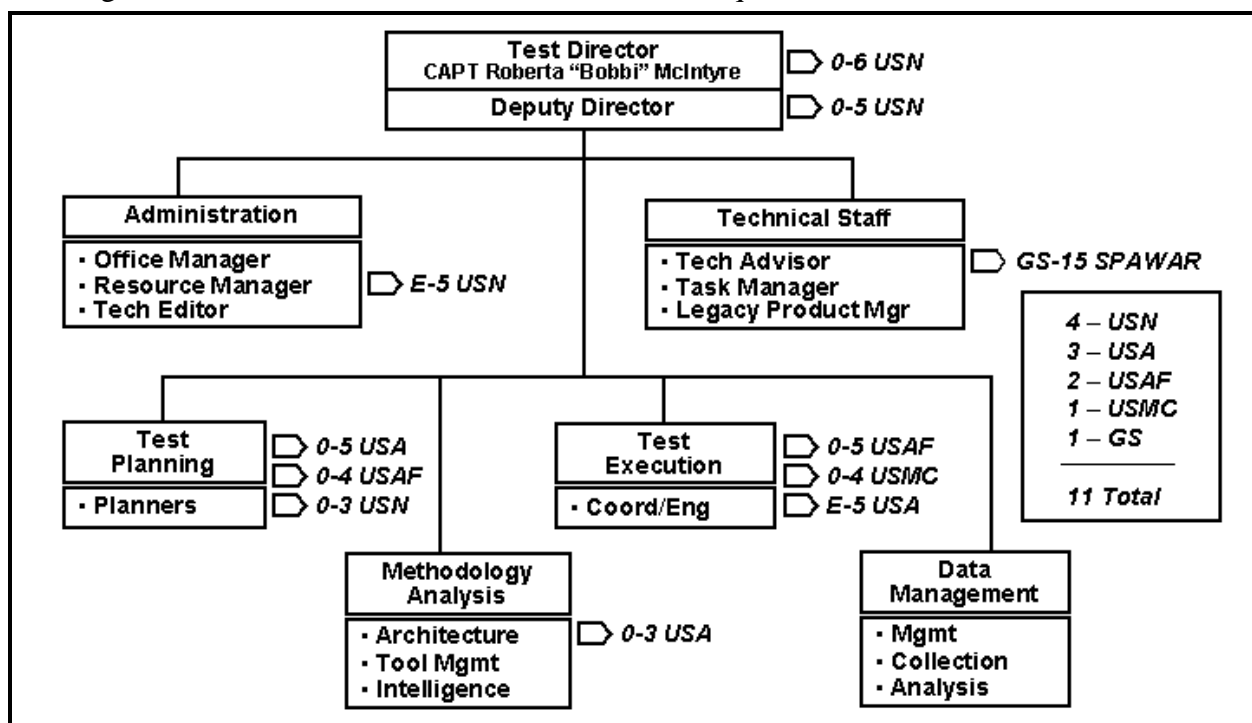 Test Director
CAPT Roberta “Bobbi” McIntyre
0-6 USN
Deputy Director
0-5 USN
Administration
· Office Manager
· Resource Manager
· Tech Editor
E-5 USN
Technical Staff
· Tech Advisor
· Task Manager
· Legacy Product Mgr
GS-15 SPAWAR
4 – USN
3 – USA
2 – USAF
1 – USMC
1 – GS
11 Total
Test
Planning
· Planners
0-5 USA
0-4 USAF
0-3 USN
Test
Execution
· Coord/Eng
0-5 USAF
0-4 USMC
E-5 USA
Methodology
Analysis
· Architecture
· Tool Mgmt
· Intelligence
0-3 USA
Data
Management
· Mgmt
· Collection
· Analysis